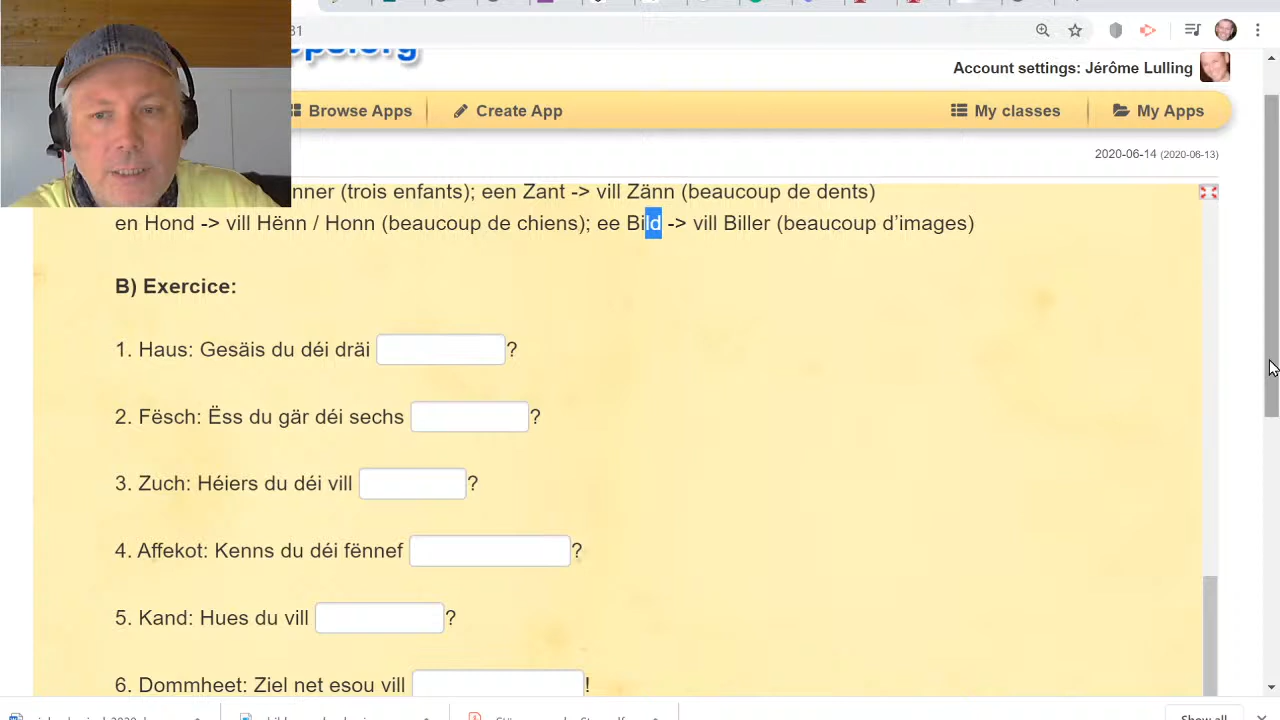 31
Account settings: Jérôme Lulling
Browse Apps
Create App
My classes
My Apps
2020-06-14 (2020-06-13)
nner (trois enfants); een Zant -> vill Zänn (beaucoup de dents)
en Hond -> vill Hënn / Honn (beaucoup de chiens); ee Bild -> vill Biller (beaucoup d’images)
B) Exercice:
1. Haus: Gesäis du déi dräi ?
2. Fësch: Ëss du gär déi sechs ?
3. Zuch: Héiers du déi vill ?
4. Affekot: Kenns du déi fënnef ?
5. Kand: Hues du vill ?
6. Dommheet: Ziel net esou vill !
Show all